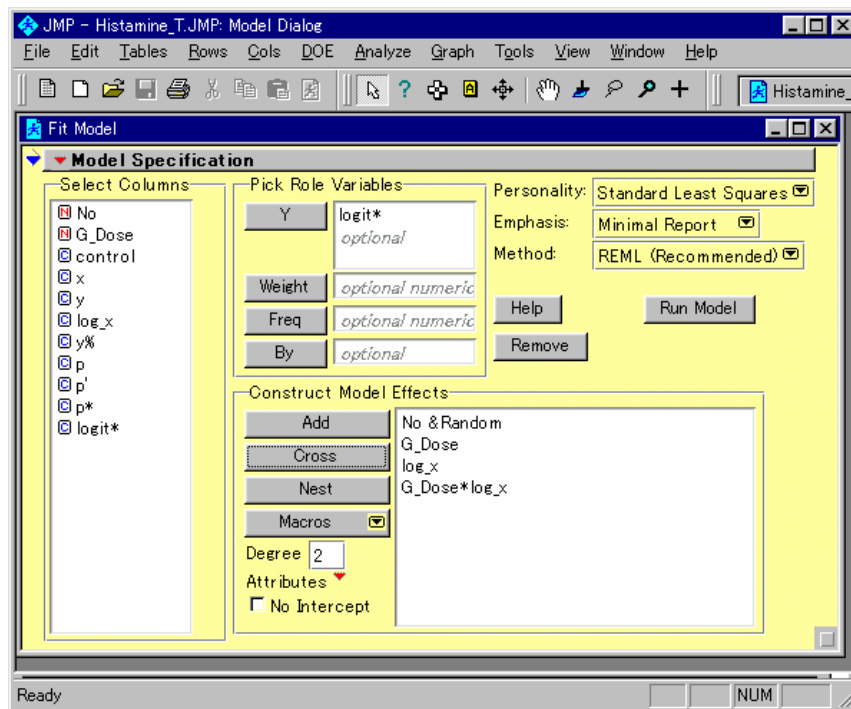 JMP - Histamine_T.JMP: Model Dialog
File Edit Tables Rows Cols DOE Analyze Graph Tools View Window Help
Histamine_
Fit Model
Model Specification
Select Columns
No
G_Dose
control
x
y
log_x
y%
p
p'
p*
logit*
Pick Role Variables
Y
logit*
optional
Weight
optional numeric
Freq
optional numeric
By
optional
Personality: Standard Least Squares
Emphasis: Minimal Report
Method: REML (Recommended)
Help
Run Model
Remove
Construct Model Effects
Add
Cross
Nest
Macros
Degree 2
Attributes
No Intercept
No &Random
G_Dose
log_x
G_Dose*log_x
Ready
NUM